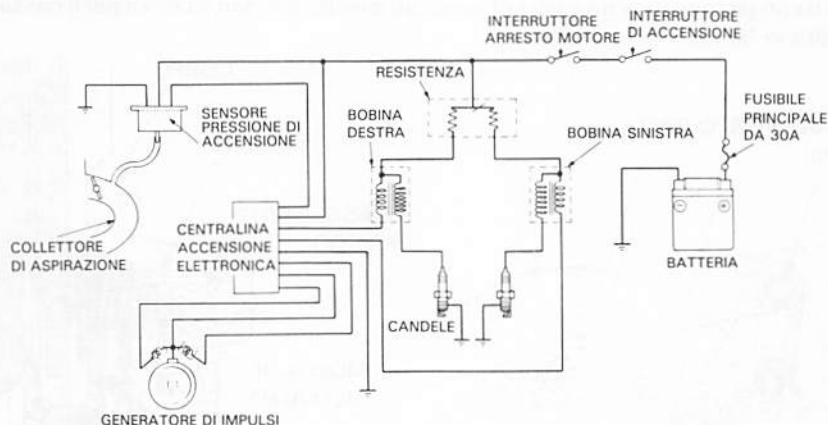 INTERRUTTORE
ARRESTO MOTORE
INTERRUTTORE
DI ACCENSIONE
RESISTENZA
SENSORE
PRESSIONE DI
ACCENSIONE
BOBINA
DESTRA
BOBINA SINISTRA
FUSIBILE
PRINCIPALE
DA 30A
COLLETTORE
DI ASPIRAZIONE
CENTRALINA
ACCENSIONE
ELETTRONICA
BATTERIA
CANDELE
GENERATORE DI IMPULSI